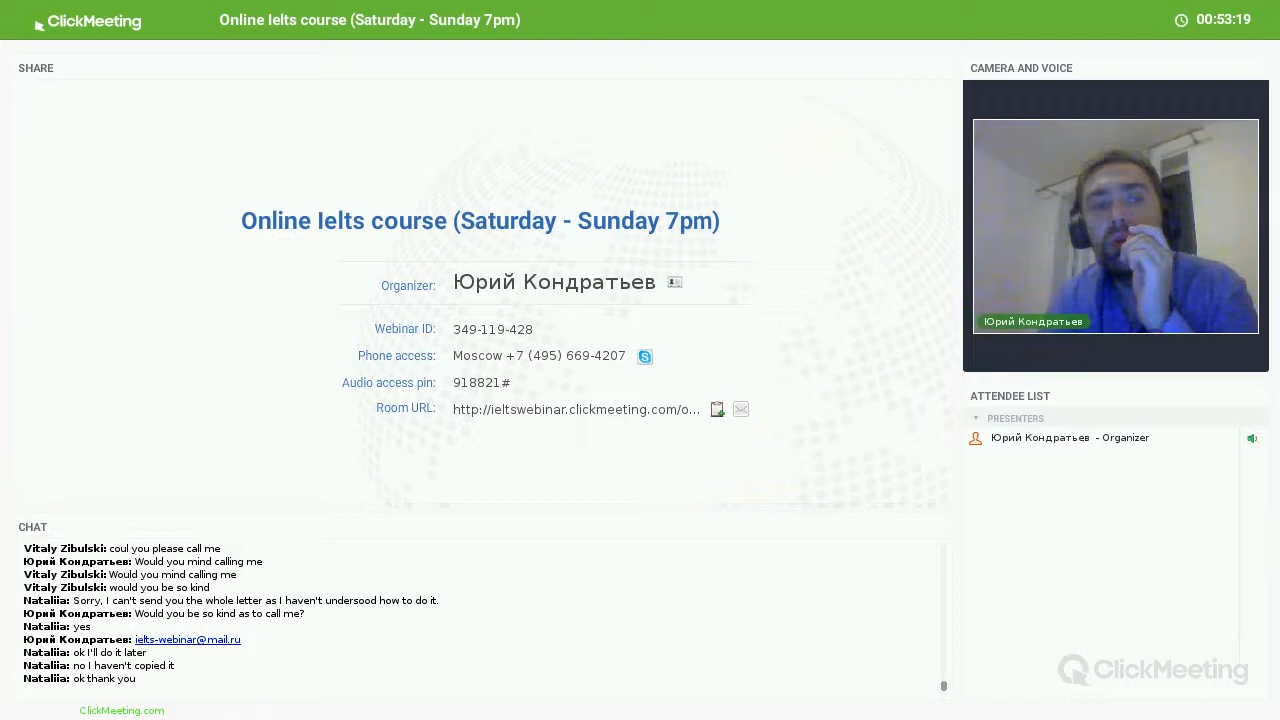 ClickMeeting
Online Ielts course (Saturday - Sunday 7pm)
00:53:19
SHARE
CAMERA AND VOICE
Online Ielts course (Saturday - Sunday 7pm)
Organizer: Юрий Кондратьев
Webinar ID: 349-119-428
Phone access: Moscow +7 (495) 669-4207
Audio access pin: 918821#
Room URL: http://ieltswebinar.clickmeeting.com/o...
Юрий Кондратьев
ATTENDEE LIST
PRESENTERS
Юрий Кондратьев - Organizer
CHAT
Vitaly Zibulski: coul you please call me
Юрий Кондратьев: Would you mind calling me
Vitaly Zibulski: Would you mind calling me
Vitaly Zibulski: would you be so kind
Nataliia: Sorry, I can't send you the whole letter as I haven't undersood how to do it.
Юрий Кондратьев: Would you be so kind as to call me?
Nataliia: yes
Юрий Кондратьев: ielts-webinar@mail.ru
Nataliia: ok I'll do it later
Nataliia: no I haven't copied it
Nataliia: ok thank you
ClickMeeting
ClickMeeting.com